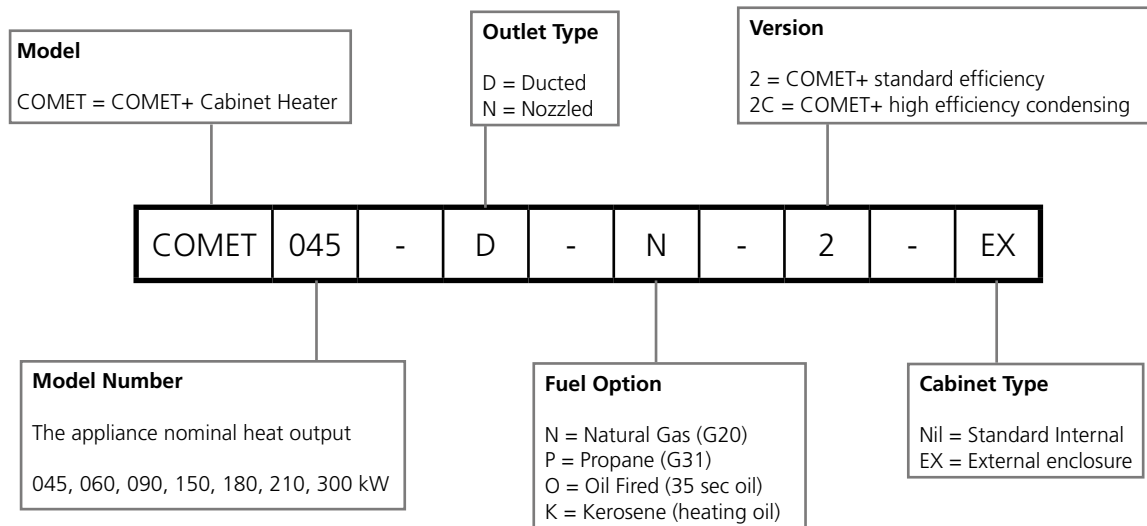 Model
COMET = COMET+ Cabinet Heater
Outlet Type
D = Ducted
N = Nozzled
Version
2 = COMET+ standard efficiency
2C = COMET+ high efficiency condensing
COMET 045 - D - N - 2 - EX
Model Number
The appliance nominal heat output
045, 060, 090, 150, 180, 210, 300 kW
Fuel Option
N = Natural Gas (G20)
P = Propane (G31)
O = Oil Fired (35 sec oil)
K = Kerosene (heating oil)
Cabinet Type
Nil = Standard Internal
EX = External enclosure